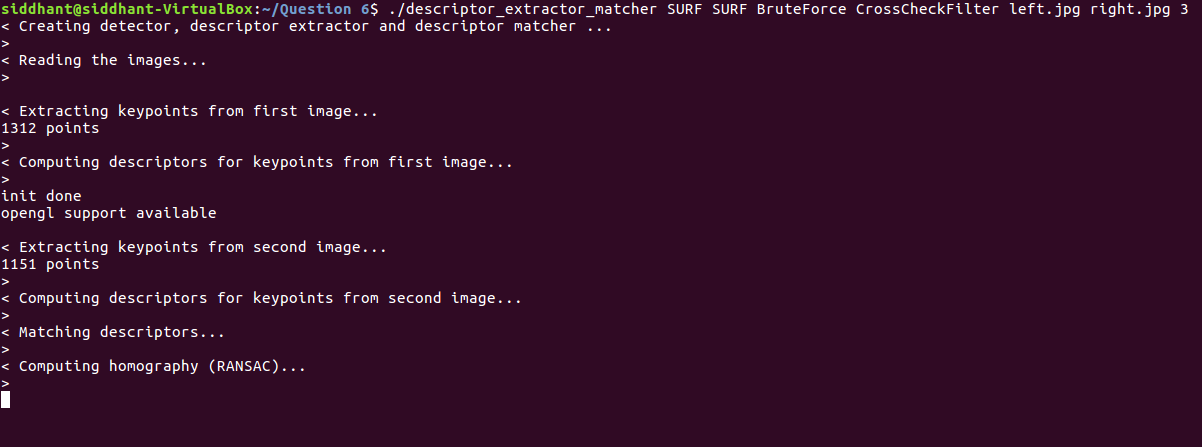 siddhant@siddhant-VirtualBox:~/Question 6$ ./descriptor_extractor_matcher SURF SURF BruteForce CrossCheckFilter left.jpg right.jpg 3
< Creating detector, descriptor extractor and descriptor matcher ...
>
< Reading the images...
>
< Extracting keypoints from first image...
1312 points
>
< Computing descriptors for keypoints from first image...
>
init done
opengl support available
< Extracting keypoints from second image...
1151 points
>
< Computing descriptors for keypoints from second image...
>
< Matching descriptors...
>
< Computing homography (RANSAC)...
>